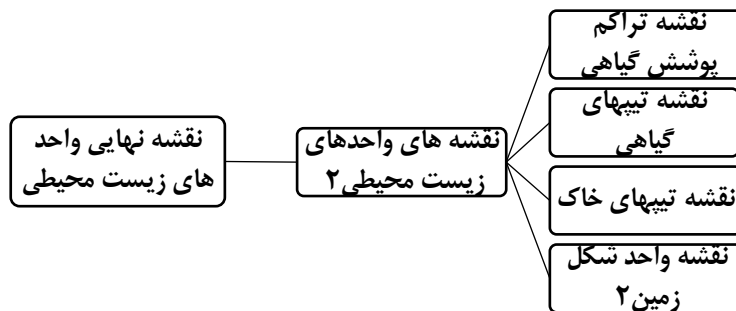 نقشه تراکم
پوشش گیاهی
نقشه تیپهای
گیاهی
نقشه تیپهای خاک
نقشه واحد شکل
زمین۲
نقشه های واحدهای
زیست محیطی۲
نقشه نهایی واحد
های زیست محیطی